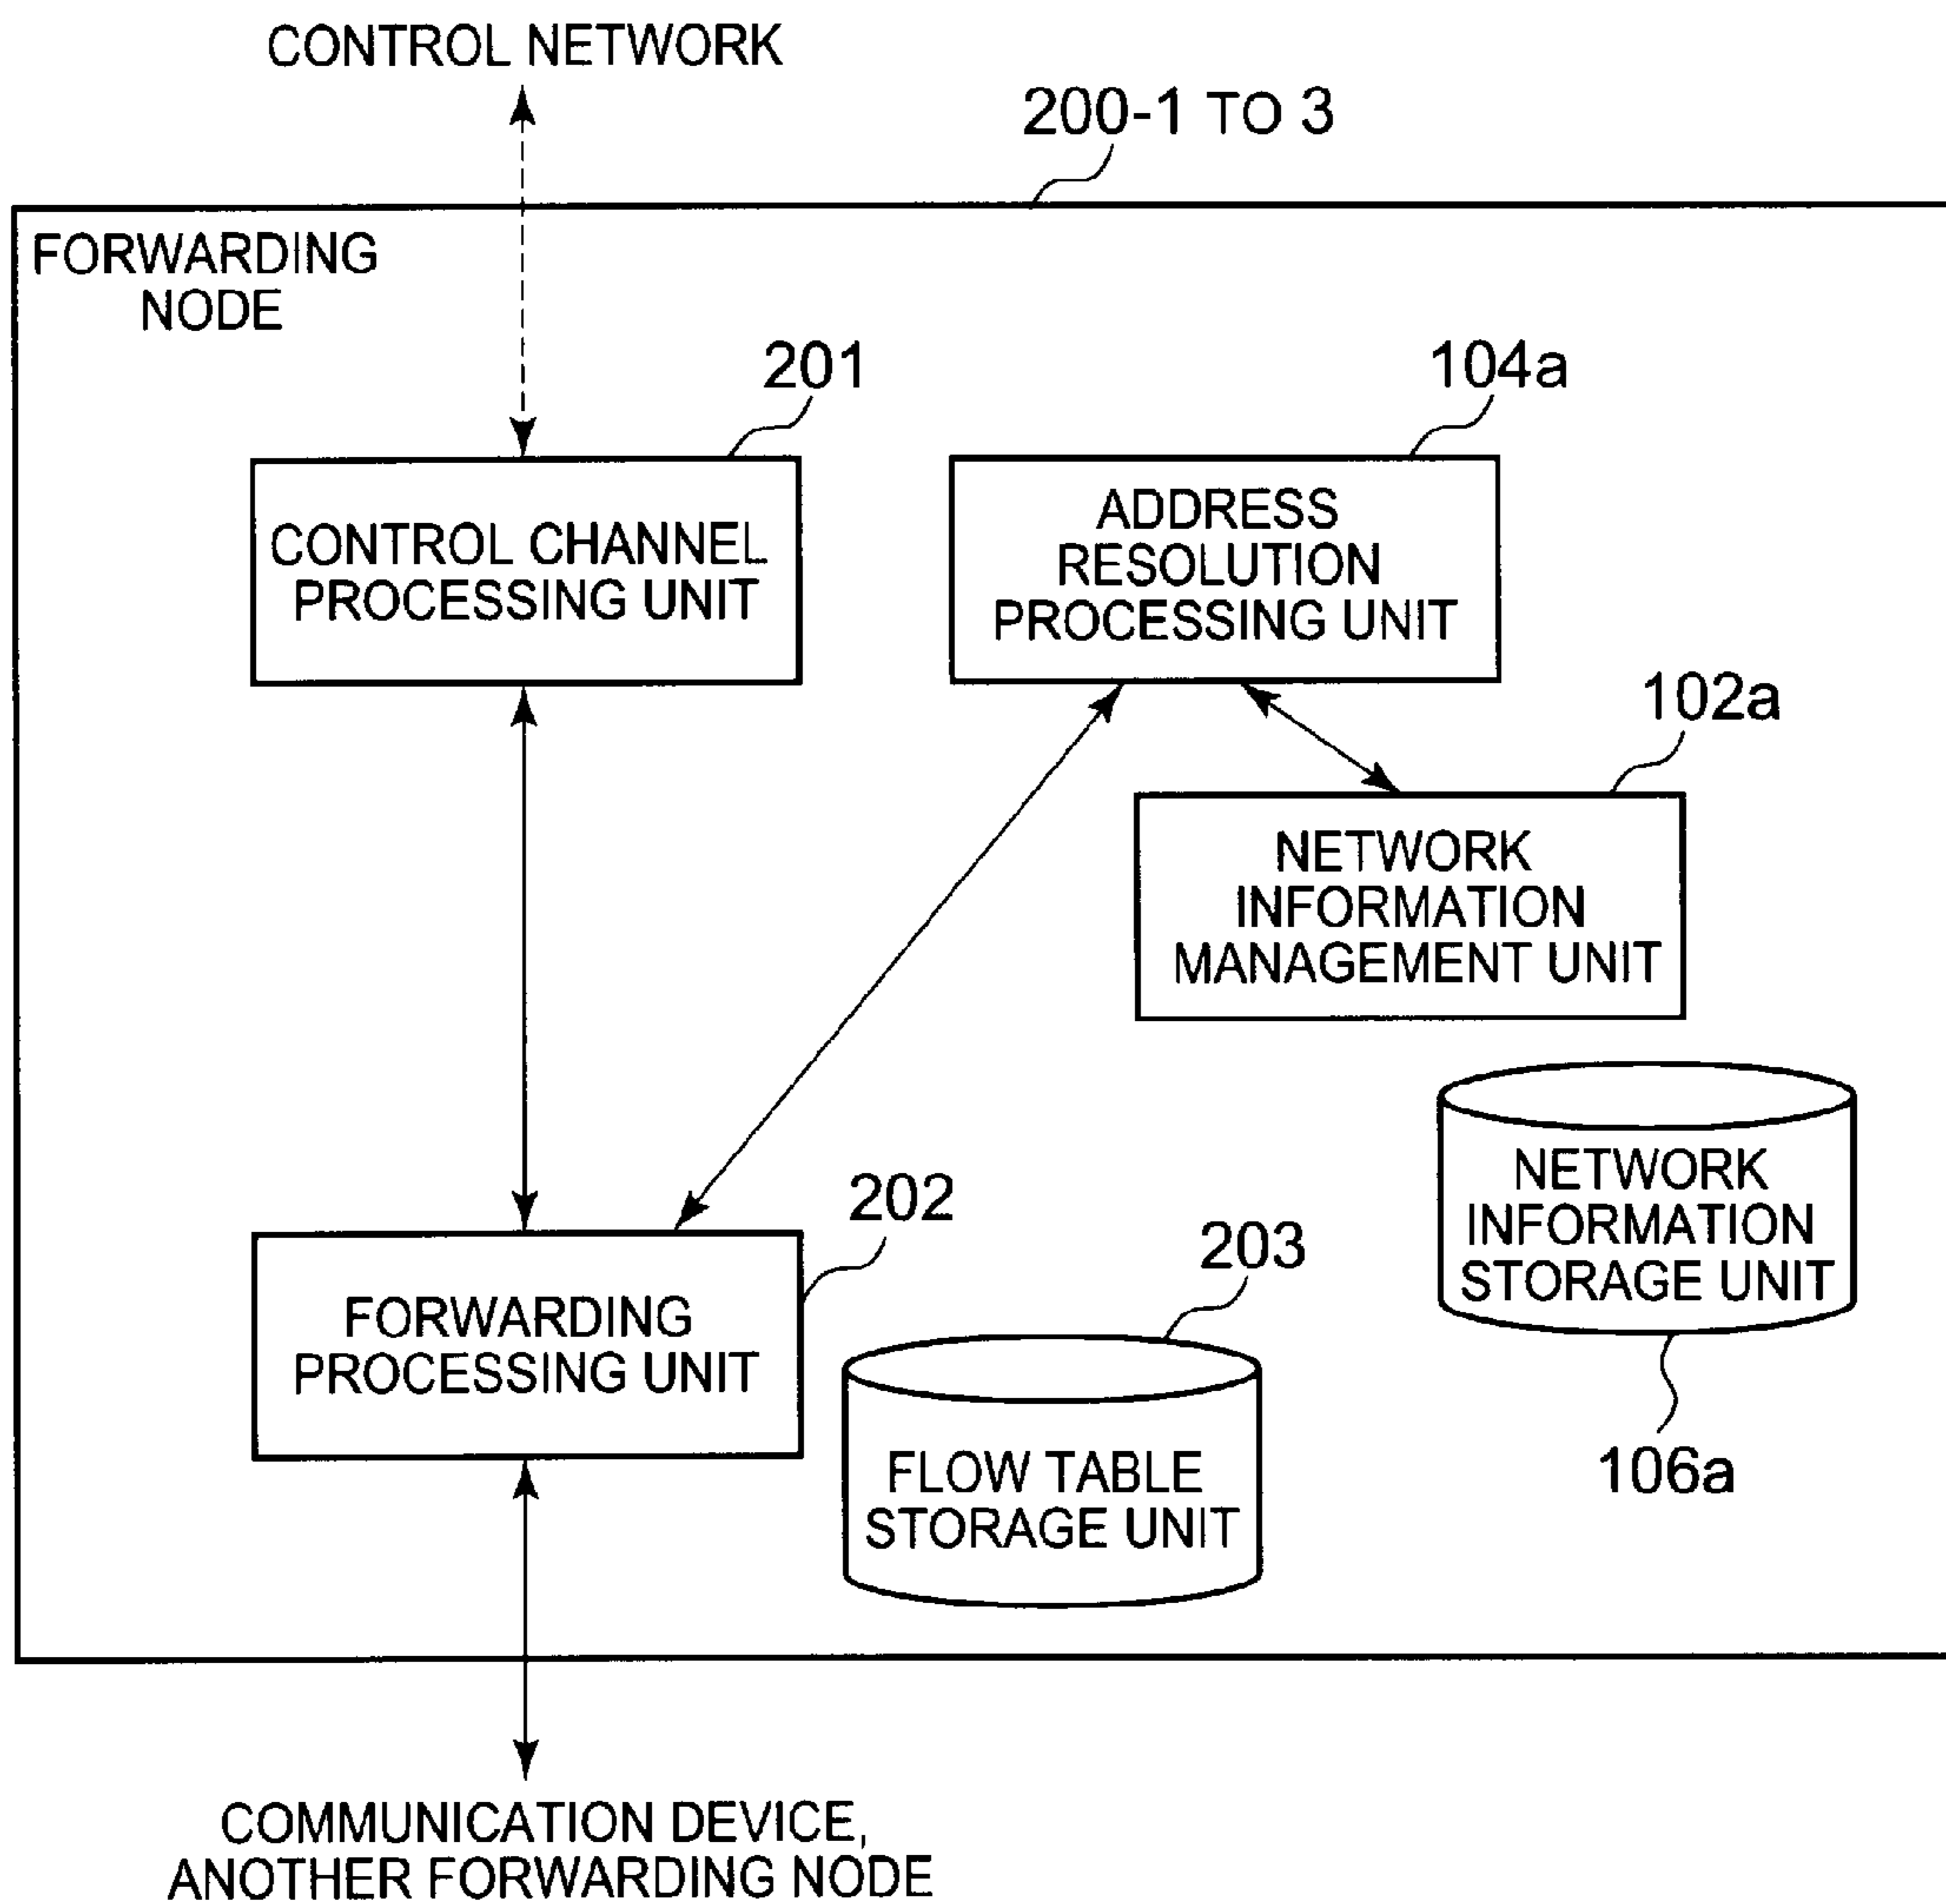 CONTROL NETWORK
200-1 TO 3
FORWARDING
NODE
201
104a
CONTROL CHANNEL
PROCESSING UNIT
ADDRESS
RESOLUTION
PROCESSING UNIT
102a
NETWORK
INFORMATION
MANAGEMENT UNIT
202
203
NETWORK
INFORMATION
STORAGE UNIT
FORWARDING
PROCESSING UNIT
FLOW TABLE
STORAGE UNIT
106a
COMMUNICATION DEVICE,
ANOTHER FORWARDING NODE